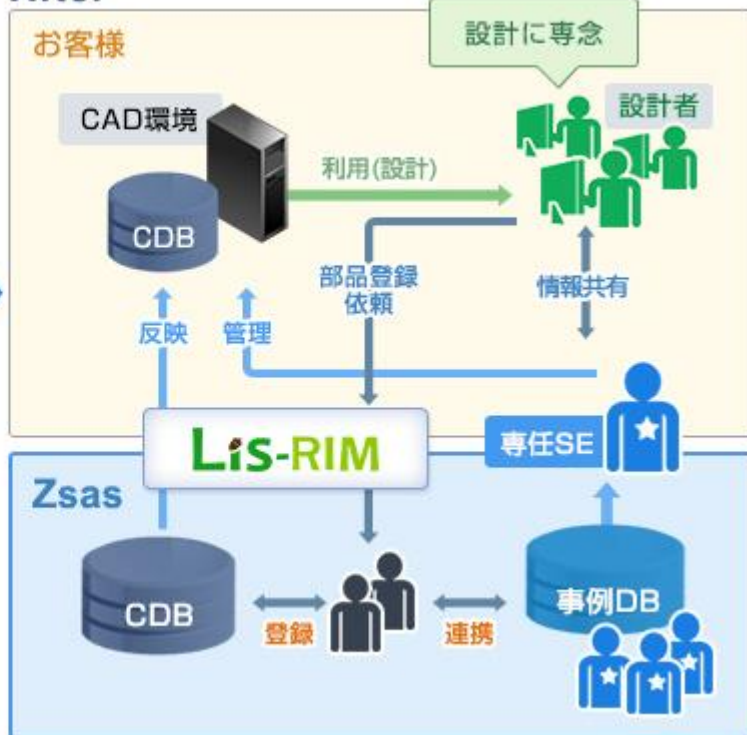 お客様
設計に専念
CAD環境
設計者
CDB
利用(設計)
部品登録
依頼
情報共有
反映
管理
Lis-RIM
専任SE
Zsas
CDB
登録
連携
事例DB